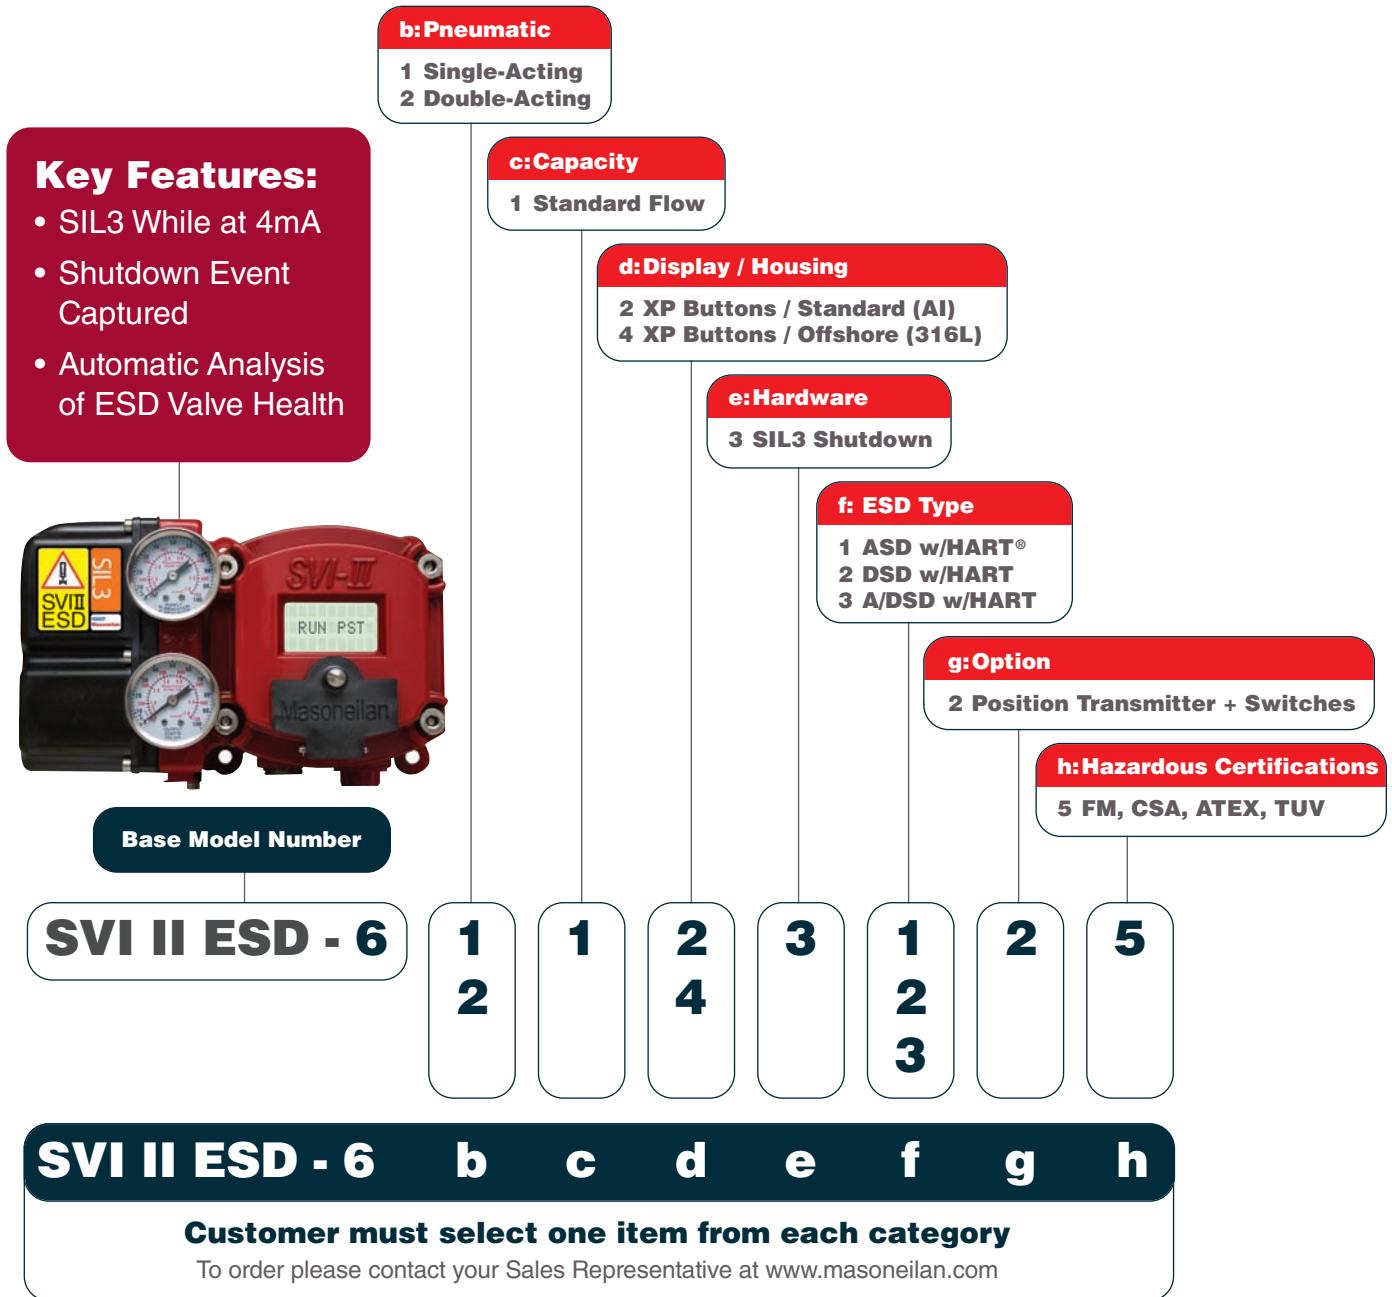 b:Pneumatic
1 Single-Acting
2 Double-Acting
Key Features:
• SIL3 While at 4mA
• Shutdown Event
Captured
• Automatic Analysis
of ESD Valve Health
c:Capacity
1 Standard Flow
d:Display / Housing
2 XP Buttons / Standard (Al)
4 XP Buttons / Offshore (316L)
e:Hardware
3 SIL3 Shutdown
f: ESD Type
1 ASD w/HART®
2 DSD w/HART
3 A/DSD w/HART
g:Option
2 Position Transmitter + Switches
h:Hazardous Certifications
5 FM, CSA, ATEX, TUV
SVIII
ESD
SIL3
Masoneilan
SVI-II
RUN PST
Masoneilan
Base Model Number
SVI II ESD - 6 1 1 2 3 1 2 5
2 4 2
3
SVI II ESD - 6 b c d e f g h
Customer must select one item from each category
To order please contact your Sales Representative at www.masoneilan.com